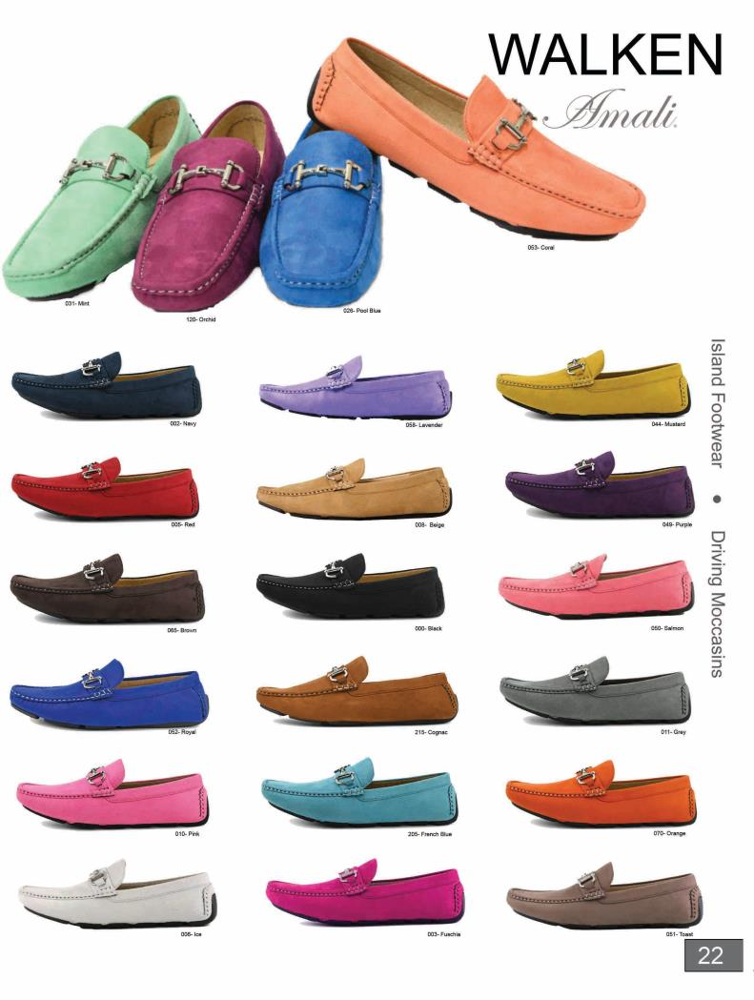 WALKEN
Amali.
053- Coral
031- Mint
026- Pool Blue
120- Orchid
002- Navy
058- Lavender
044- Mustard
005- Red
008- Beige
049- Purple
065- Brown
000- Black
050- Salmon
052- Royal
215- Cognac
011- Grey
010- Pink
205- French Blue
070- Orange
006- Ice
003- Fuschia
051- Toast
Island Footwear • Driving Moccasins
22